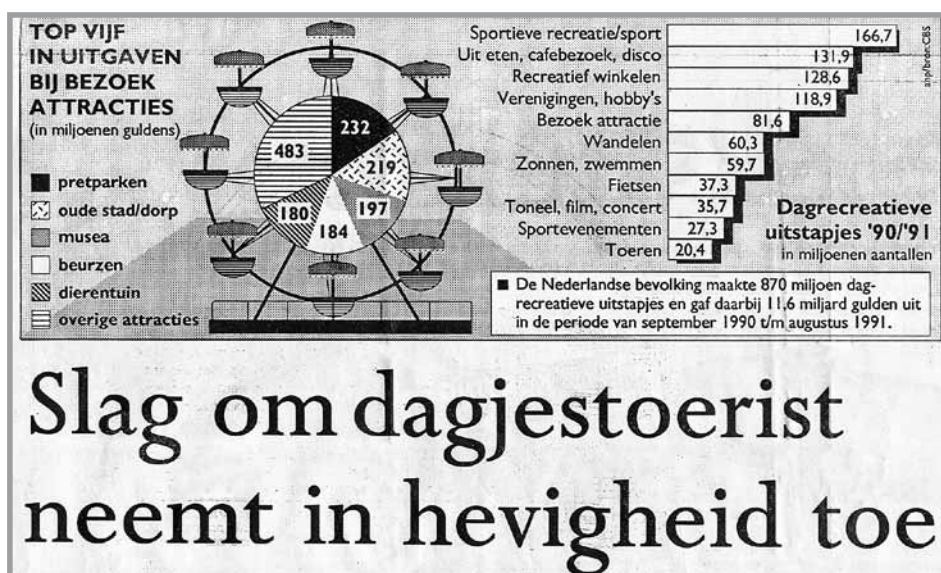 TOP VIJF
IN UITGAVEN
BIJ BEZOEK
ATTRACTIES
(in miljoenen guldens)
pretparken
oude stad/dorp
musea
beurzen
dierentuin
overige attracties
232
219
197
184
180
483
Sportieve recreatie/sport 166,7
Uit eten, cafebezoek, disco 131,9
Recreatief winkelen 128,6
Verenigingen, hobby's 118,9
Bezoek attractie 81,6
Wandelen 60,3
Zonnen, zwemmen 59,7
Fietsen 37,3
Toneel, film, concert 35,7
Sportevenementen 27,3
Toeren 20,4
anp/bron:CBS
Dagrecreatieve
uitstapjes '90/'91
in miljoenen aantallen
De Nederlandse bevolking maakte 870 miljoen dag-
recreatieve uitstapjes en gaf daarbij 11,6 miljard gulden uit
in de periode van september 1990 t/m augustus 1991.
Slag om dagjestoerist
neemt in hevigheid toe